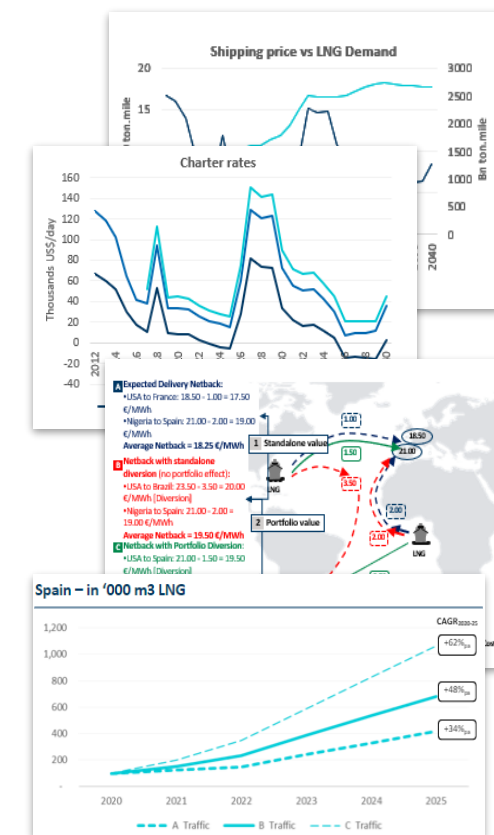 Shipping price vs LNG Demand
20
15
3000
2500
2000
1500
1000
500
0
ton.mile
Bn ton.mile
2040
Charter rates
Thousands US$/day
160
140
120
100
80
60
40
20
0
-20
-40
2012
A Expected Delivery Netback:
•USA to France: 18.50 - 1.00 = 17.50
€/MWh
•Nigeria to Spain: 21.00 - 2.00 = 19.00
€/MWh
Average Netback = 18.25 €/MWh
B Netback with standalone
diversion (no portfolio effect):
•USA to Brazil: 23.50 - 3.50 = 20.00
€/MWh [Diversion]
•Nigeria to Spain: 21.00 - 2.00 =
19.00 €/MWh
Average Netback = 19.50 €/MWh
C Netback with Portfolio Diversion:
•USA to Spain: 21.00 - 1.50 = 19.50
€/MWh [Diversion]
1 Standalone value
2 Portfolio value
1.00
18.50
21.00
1.50
3.50
2.00
2.00
LNG
LNG
Spain – in ‘000 m3 LNG
CAGR2020-25
1,200
1,000
800
600
400
200
-
+62%pa
+48%pa
+34%pa
2020 2021 2022 2023 2024 2025
A Traffic B Traffic C Traffic